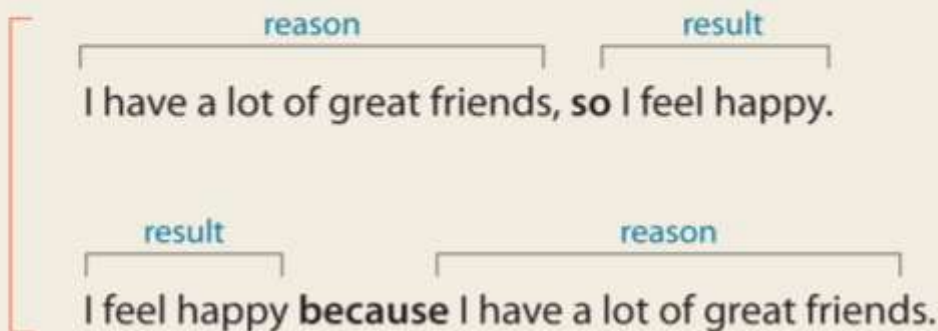 reason result
I have a lot of great friends, so I feel happy.
result reason
I feel happy because I have a lot of great friends.